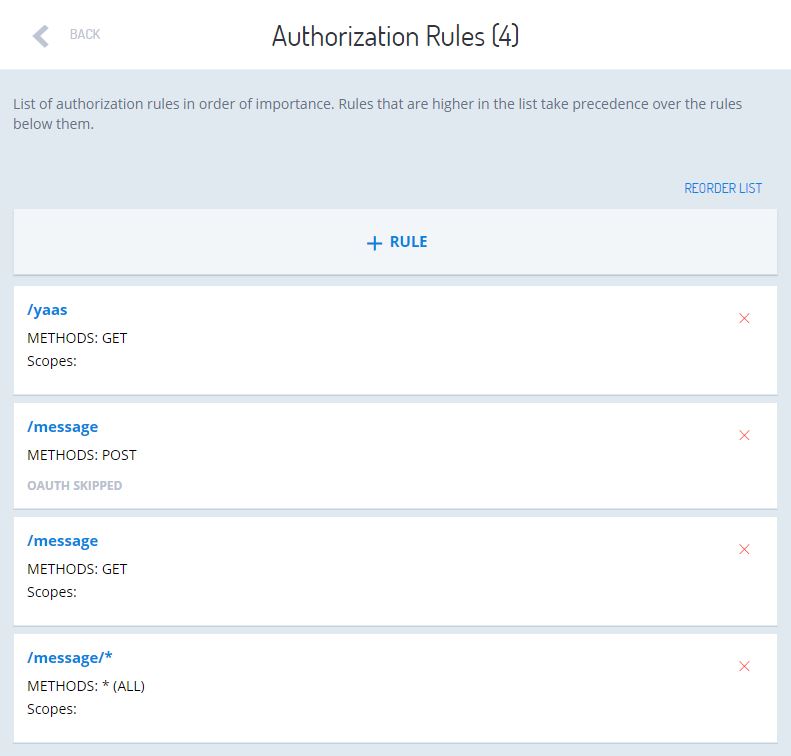 BACK
Authorization Rules (4)
List of authorization rules in order of importance. Rules that are higher in the list take precedence over the rules
below them.
REORDER LIST
+ RULE
/yaas
METHODS: GET
Scopes:
/message
METHODS: POST
OAUTH SKIPPED
/message
METHODS: GET
Scopes:
/message/*
METHODS: * (ALL)
Scopes: